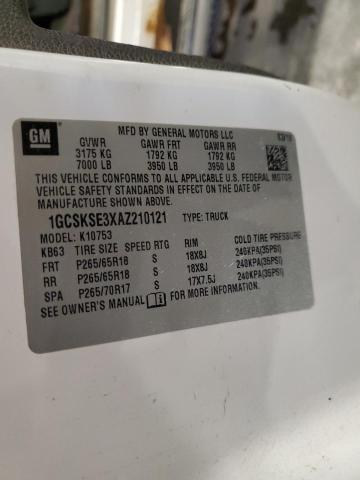 MFD BY GENERAL MOTORS LLC
GM GVWR GAWR FRT GAWR RR
3175 KG 1792 KG 1792 KG
7000 LB 3950 LB 3950 LB
THIS VEHICLE CONFORMS TO ALL APPLICABLE U.S. FEDERAL MOTOR
VEHICLE SAFETY STANDARDS IN EFFECT ON THE DATE OF
MANUFACTURE SHOWN ABOVE.
1GCSKSE3XAZ210121 TYPE: TRUCK
MODEL: K10753
KB63 TIRE SIZE SPEED RTG RIM COLD TIRE PRESSURE
FRT P265/65R18 S 18X8J 240KPA(35PSI)
RR P265/65R18 S 18X8J 240KPA(35PSI)
SPA P265/70R17 S 17X7.5J 240KPA(35PSI)
SEE OWNER'S MANUAL FOR MORE INFORMATION.